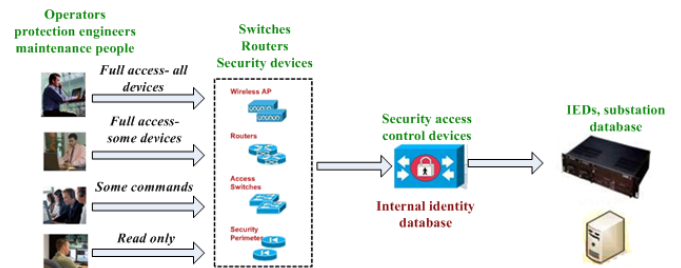 Operators
protection engineers
maintenance people
Full access- all
devices
Full access-
some devices
Some commands
Read only
Switches
Routers
Security devices
Wireless AP
Routers
Access
Switches
Security
Perimeter
Security access
control devices
Internal identity
database
IEDs, substation
database